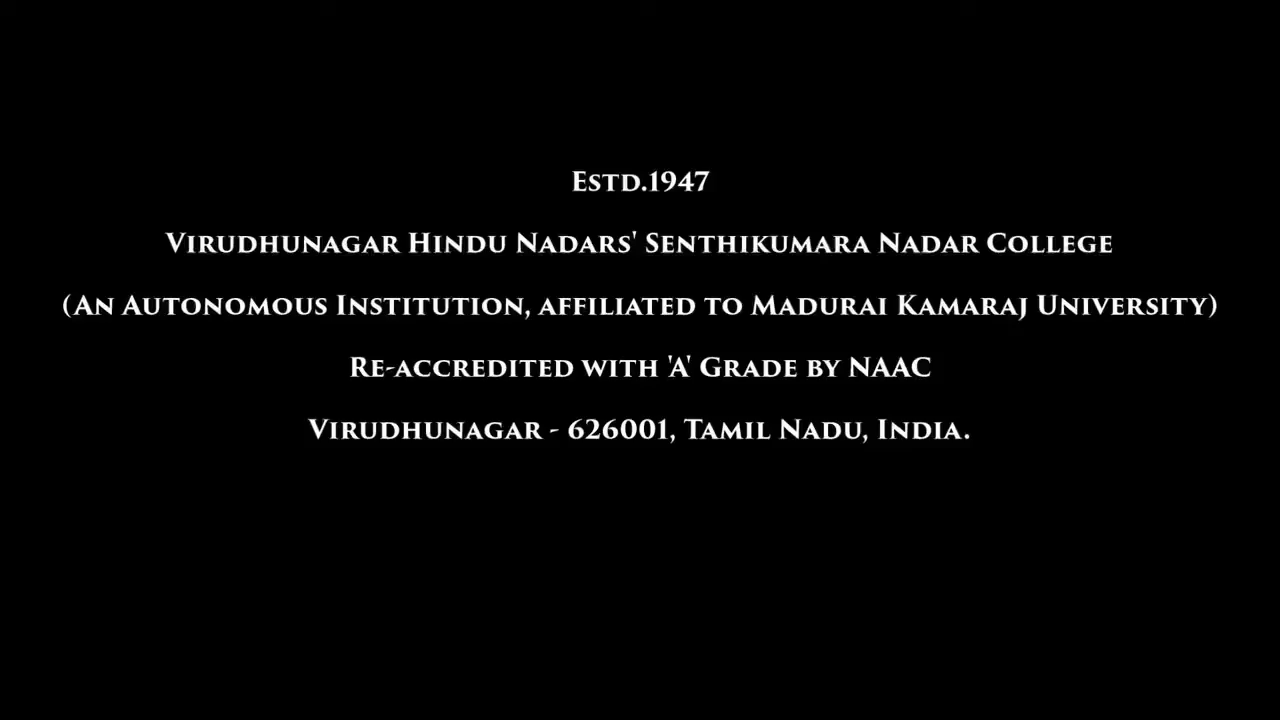 Estd.1947
Virudhunagar Hindu Nadars' Senthikumara Nadar College
(An Autonomous Institution, affiliated to Madurai Kamaraj University)
Re-accredited with 'A' Grade by NAAC
Virudhunagar - 626001, Tamil Nadu, India.